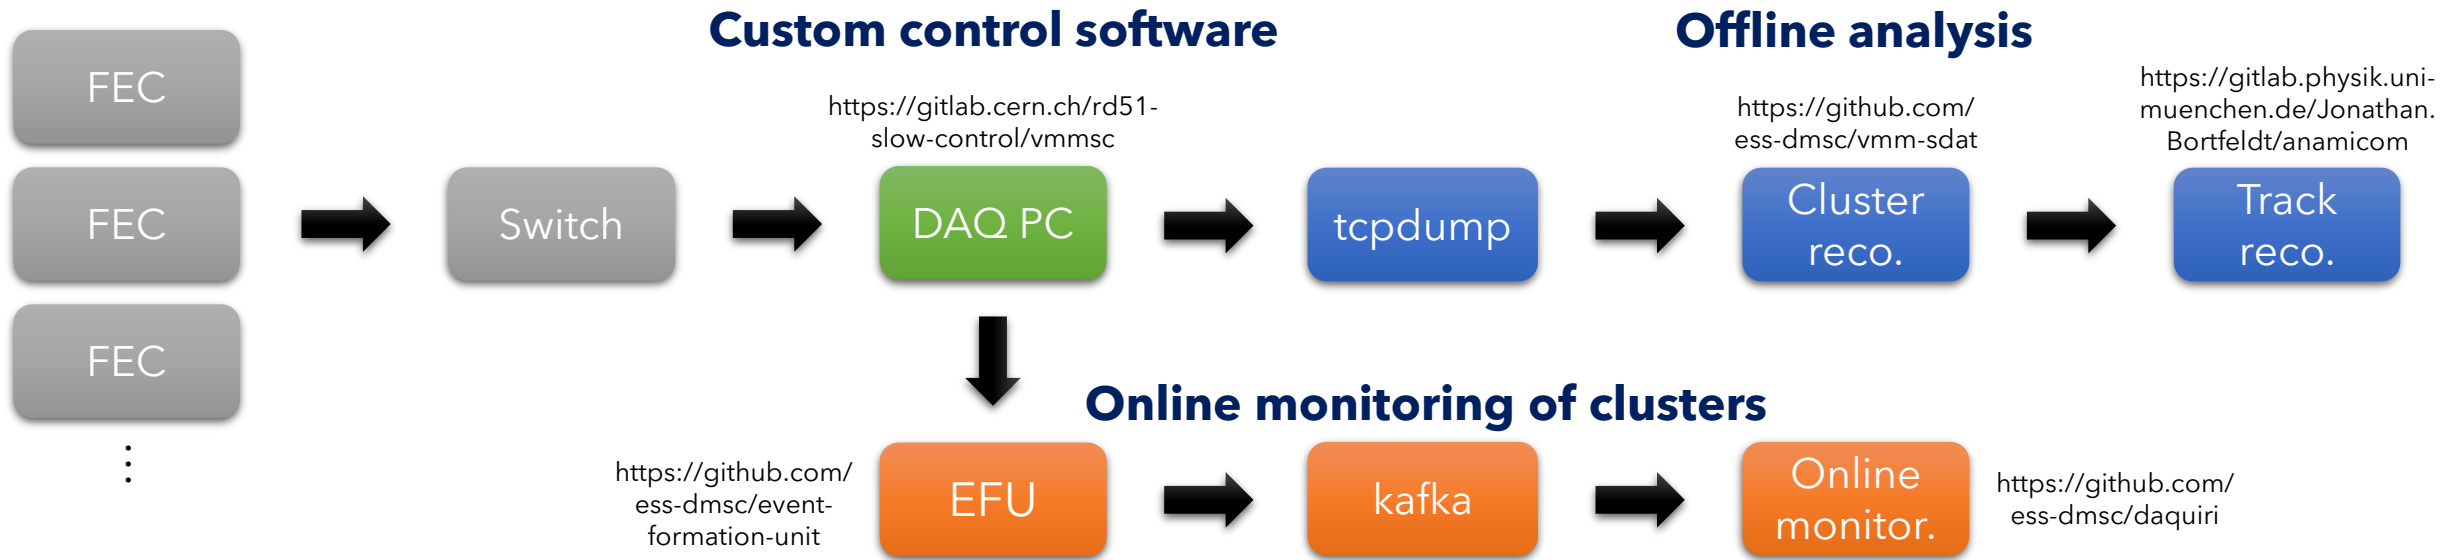 Custom control software
Offline analysis
FEC
https://gitlab.cern.ch/rd51-
slow-control/vmmsc
https://github.com/
ess-dmsc/vmm-sdat
https://gitlab.physik.uni-
muenchen.de/Jonathan.
Bortfeldt/anamicom
FEC
Switch
DAQ PC
tcpdump
Cluster
reco.
Track
reco.
FEC
⋮
Online monitoring of clusters
https://github.com/
ess-dmsc/event-
formation-unit
EFU
kafka
Online
monitor.
https://github.com/
ess-dmsc/daquiri